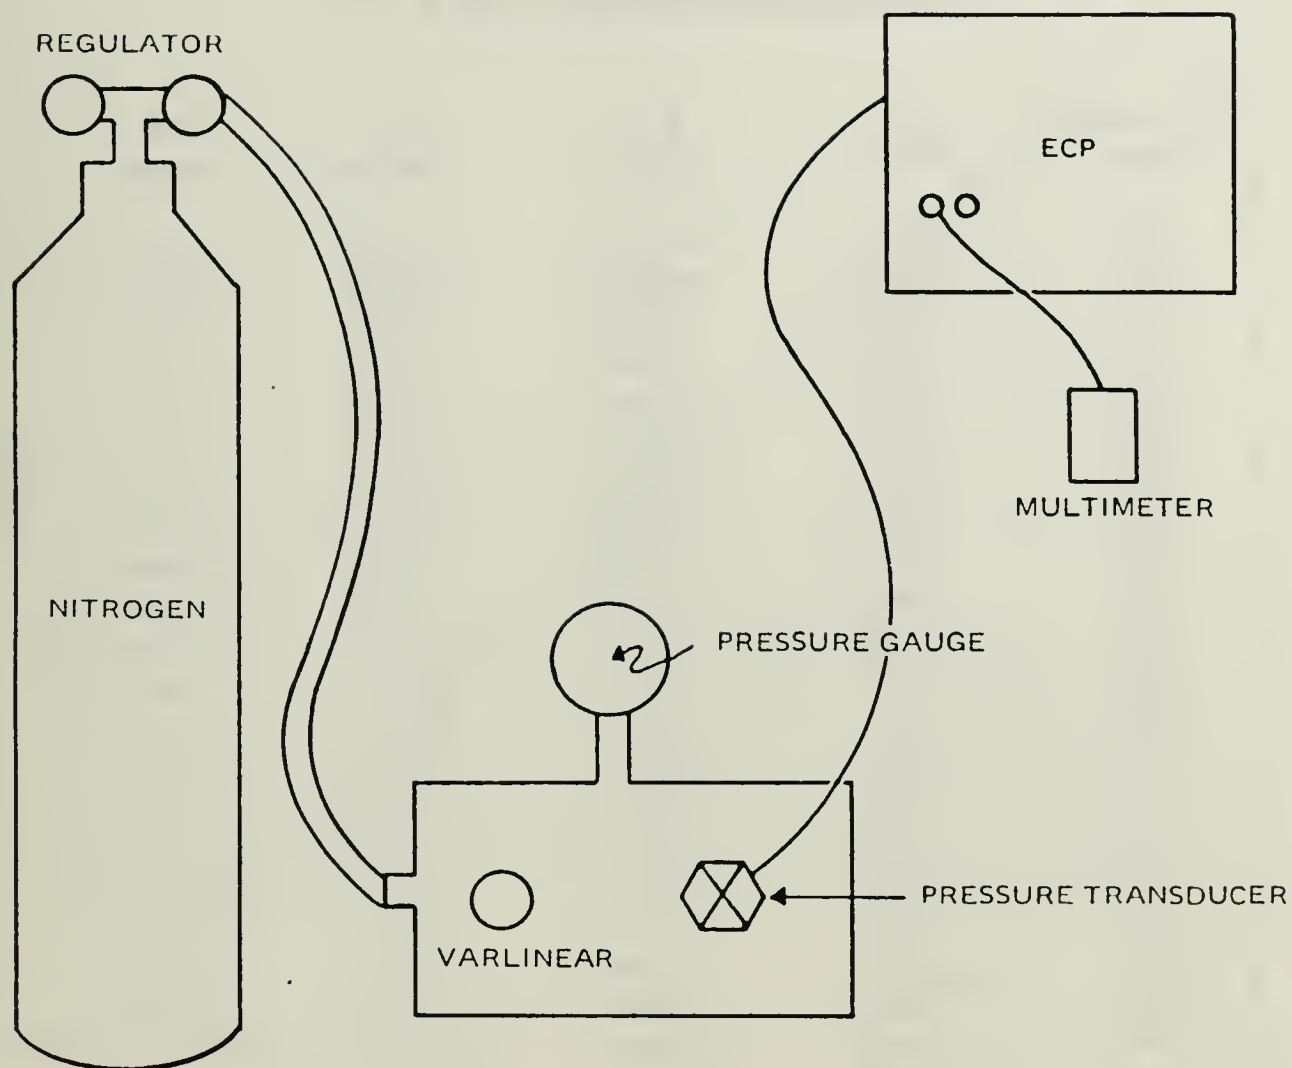 REGULATOR
ECP
MULTIMETER
NITROGEN
PRESSURE GAUGE
PRESSURE TRANSDUCER
VARLINEAR